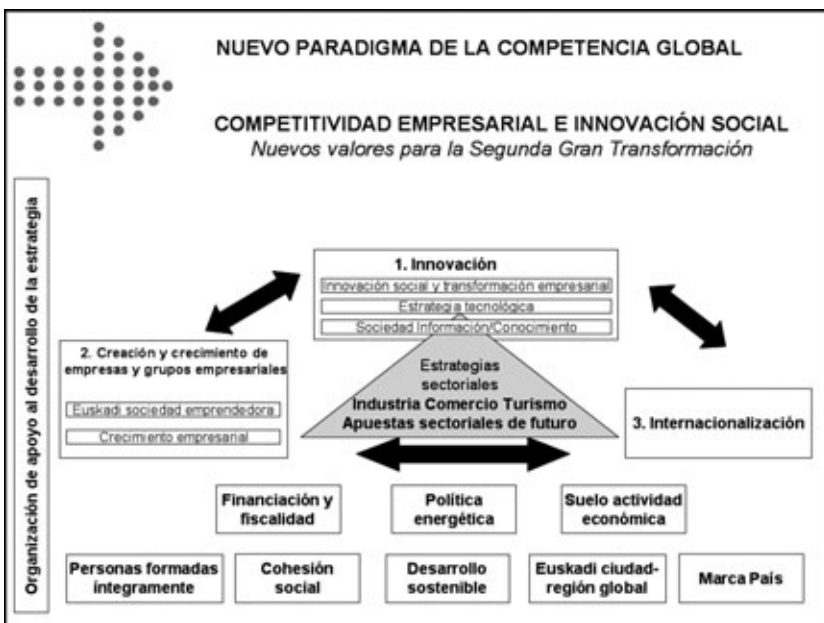 NUEVO PARADIGMA DE LA COMPETENCIA GLOBAL
COMPETITIVIDAD EMPRESARIAL E INNOVACIÓN SOCIAL
Nuevos valores para la Segunda Gran Transformación
Organización de apoyo al desarrollo de la estrategia
1. Innovación
Innovación social y transformación empresarial
Estrategia tecnológica
Sociedad Información/Conocimiento
2. Creación y crecimiento de
empresas y grupos empresariales
Euskadi sociedad emprendedora
Crecimiento empresarial
Estrategias
sectoriales
Industria Comercio Turismo
Apuestas sectoriales de futuro
3. Internacionalización
Financiación y
fiscalidad
Política
energética
Suelo actividad
económica
Personas formadas
íntegramente
Cohesión
social
Desarrollo
sostenible
Euskadi ciudad-
región global
Marca País